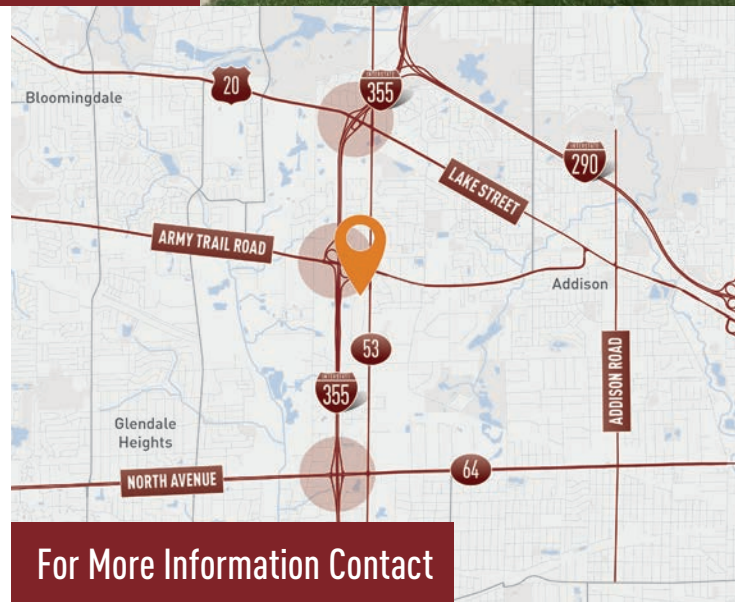 20
INTERSTATE
355
Bloomingdale
INTERSTATE
290
LAKE STREET
ARMY TRAIL ROAD
Addison
53
INTERSTATE
355
ADDISON ROAD
Glendale
Heights
64
NORTH AVENUE
For More Information Contact